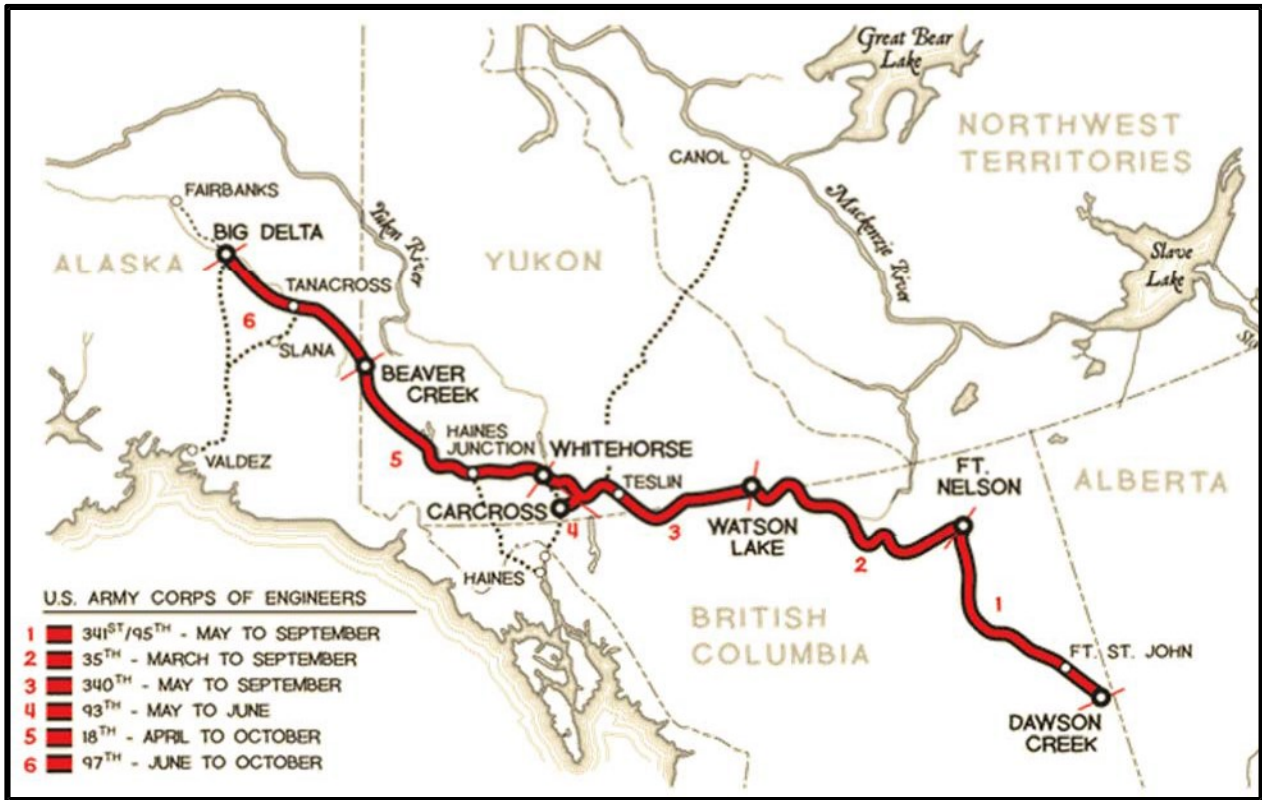 Great Bear
Lake
NORTHWEST
TERRITORIES
CANOL
FAIRBANKS
Mackenzie River
Yukon River
BIG DELTA
ALASKA
YUKON
Slave
Lake
TANACROSS
6
SLANA
BEAVER
CREEK
HAINES
JUNCTION
WHITEHORSE
5
VALDEZ
TESLIN
FT.
NELSON
ALBERTA
CARCROSS
4
3
WATSON
LAKE
2
HAINES
1
BRITISH
COLUMBIA
FT. ST. JOHN
DAWSON
CREEK
U.S. ARMY CORPS OF ENGINEERS
1 341ST/95TH - MAY TO SEPTEMBER
2 35TH - MARCH TO SEPTEMBER
3 340TH - MAY TO SEPTEMBER
4 93TH - MAY TO JUNE
5 18TH - APRIL TO OCTOBER
6 97TH - JUNE TO OCTOBER